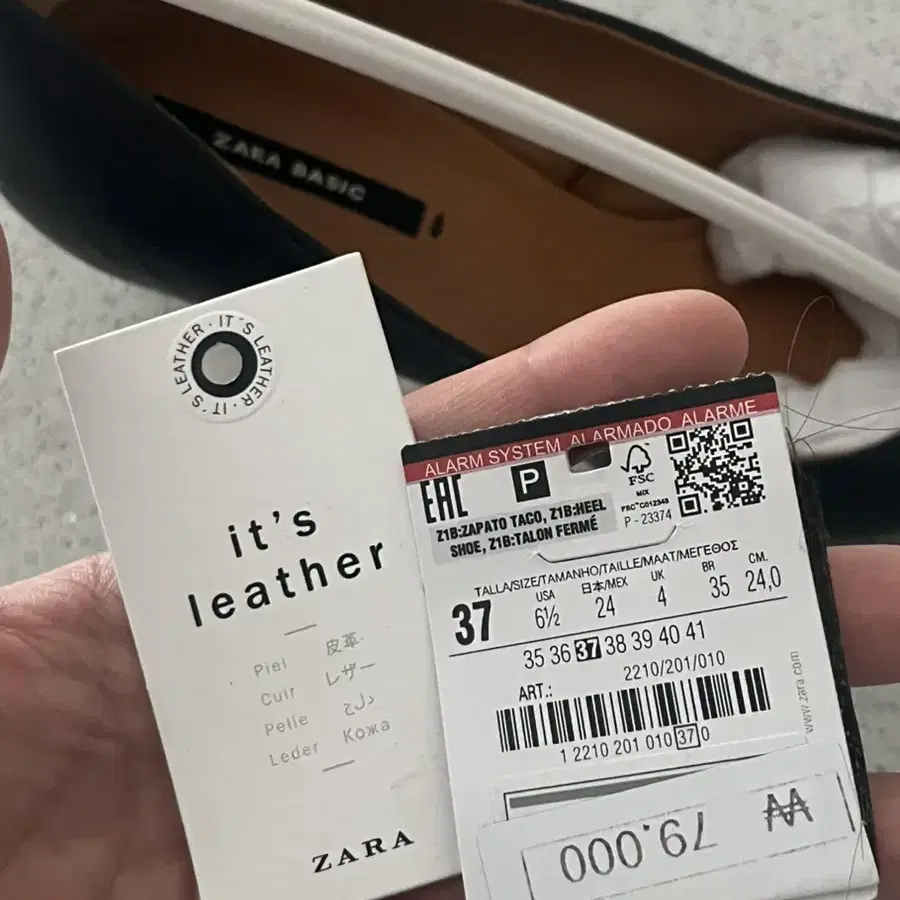 ZARA BASIC
IT'S LEATHER · IT'S LEATHER ·
it's
leather
Piel 皮革
Cuir レザー
Pelle جلد
Leder Кожа
ZARA
ALARM SYSTEM ALARMADO ALARME
EAC P FSC
MIX
FSC™C012345
P - 23374
Z1B:ZAPATO TACO, Z1B:HEEL
SHOE, Z1B:TALON FERMÉ
TALLA/SIZE/TAMANHO/TAILLE/MAAT/ΜΕΓΕΘΟΣ
USA 日本/MEX UK BR CM.
37 6½ 24 4 35 24,0
35 36 37 38 39 40 41
2210/201/010
ART.:
1 2210 201 010 37 0
www.zara.com
₩ 79.000